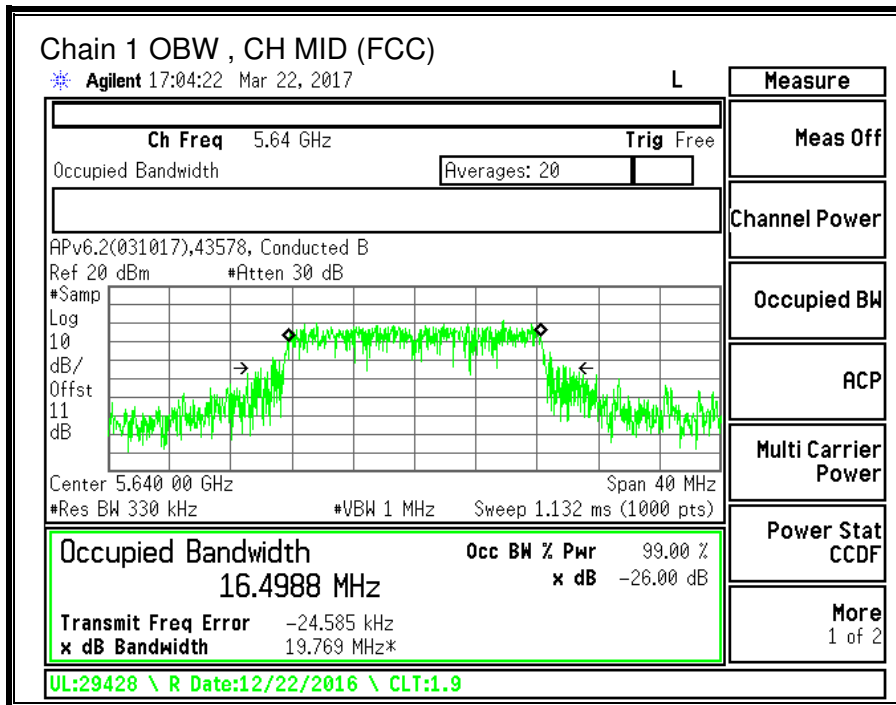 Chain 1 OBW , CH MID (FCC)
Agilent 17:04:22 Mar 22, 2017 L
Measure
Ch Freq 5.64 GHz Trig Free
Occupied Bandwidth Averages: 20
APv6.2(031017),43578, Conducted B
Ref 20 dBm #Atten 30 dB
#Samp
Log
10
dB/
Offst
11
dB
Center 5.640 00 GHz Span 40 MHz
#Res BW 330 kHz #VBW 1 MHz Sweep 1.132 ms (1000 pts)
Occupied Bandwidth Occ BW % Pwr 99.00 %
16.4988 MHz x dB -26.00 dB
Transmit Freq Error -24.585 kHz
x dB Bandwidth 19.769 MHz*
UL:29428 \ R Date:12/22/2016 \ CLT:1.9
Meas Off
Channel Power
Occupied BW
ACP
Multi Carrier
Power
Power Stat
CCDF
More
1 of 2